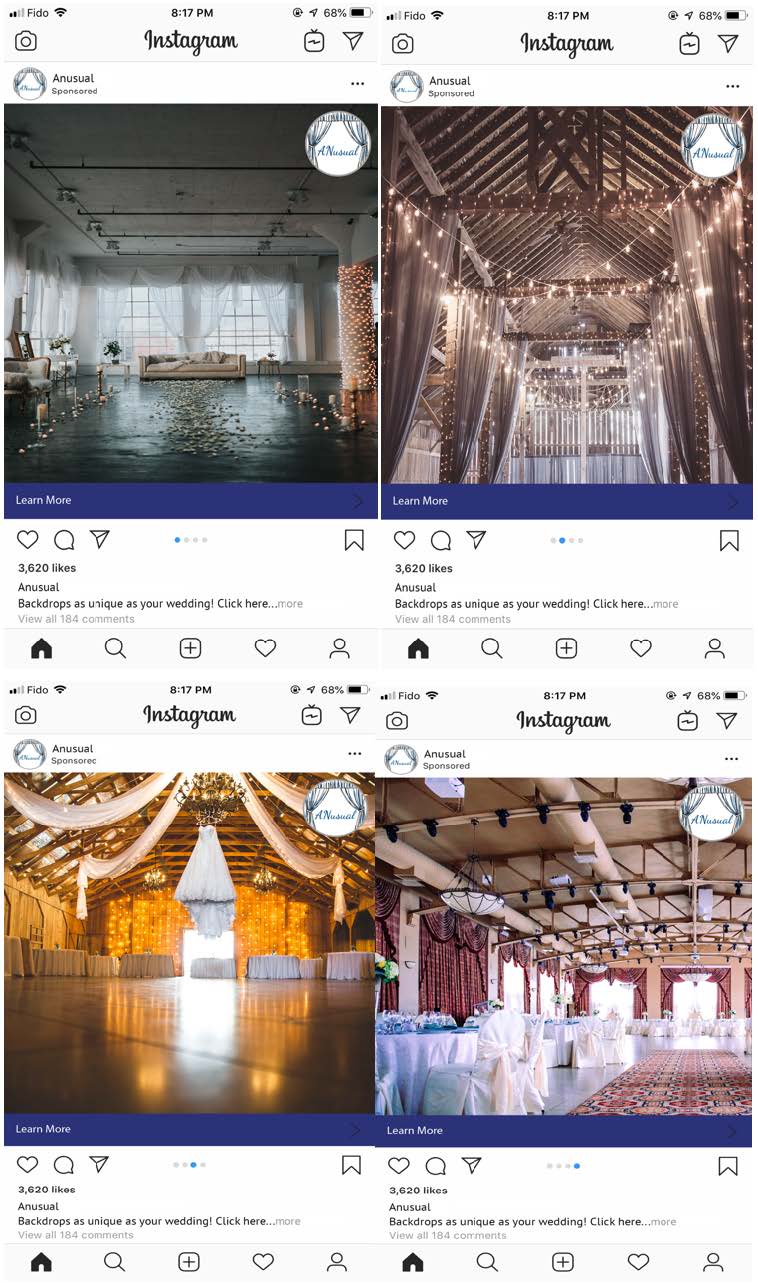 Fido 8:17 PM 68%
Instagram
Anusual
Sponsored
ANusual
ANusual
Learn More
3,620 likes
Anusual
Backdrops as unique as your wedding! Click here...more
View all 184 comments
Fido 8:17 PM 68%
Instagram
Anusual
Sponsored
ANusual
ANusual
Learn More
3,620 likes
Anusual
Backdrops as unique as your wedding! Click here...more
View all 184 comments
Fido 8:17 PM 68%
Instagram
Anusual
Sponsored
ANusual
ANusual
Learn More
3,620 likes
Anusual
Backdrops as unique as your wedding! Click here...more
View all 184 comments
Fido 8:17 PM 68%
Instagram
Anusual
Sponsored
ANusual
ANusual
Learn More
3,620 likes
Anusual
Backdrops as unique as your wedding! Click here...more
View all 184 comments